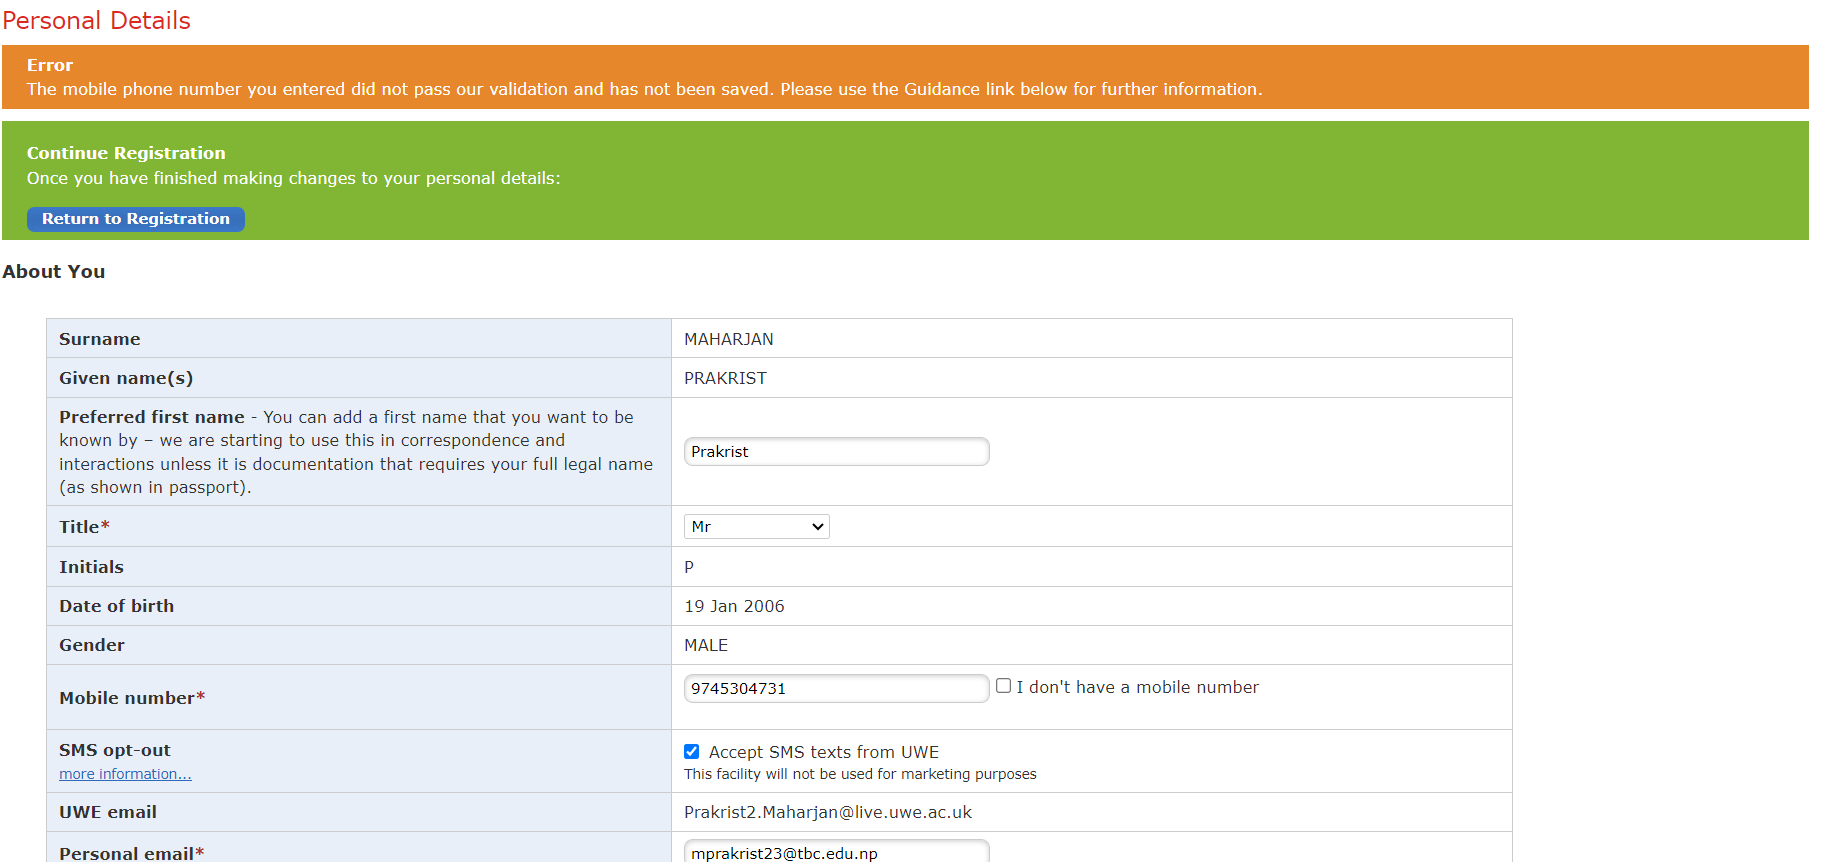 Personal Details
Error
The mobile phone number you entered did not pass our validation and has not been saved. Please use the Guidance link below for further information.
Continue Registration
Once you have finished making changes to your personal details:
Return to Registration
About You
Surname MAHARJAN
Given name(s) PRAKRIST
Preferred first name - You can add a first name that you want to be
known by – we are starting to use this in correspondence and
interactions unless it is documentation that requires your full legal name
(as shown in passport).
Prakrist
Title* Mr
Initials P
Date of birth 19 Jan 2006
Gender MALE
Mobile number* 9745304731 I don't have a mobile number
SMS opt-out
more information...
Accept SMS texts from UWE
This facility will not be used for marketing purposes
UWE email Prakrist2.Maharjan@live.uwe.ac.uk
Personal email* mprakrist23@tbc.edu.np